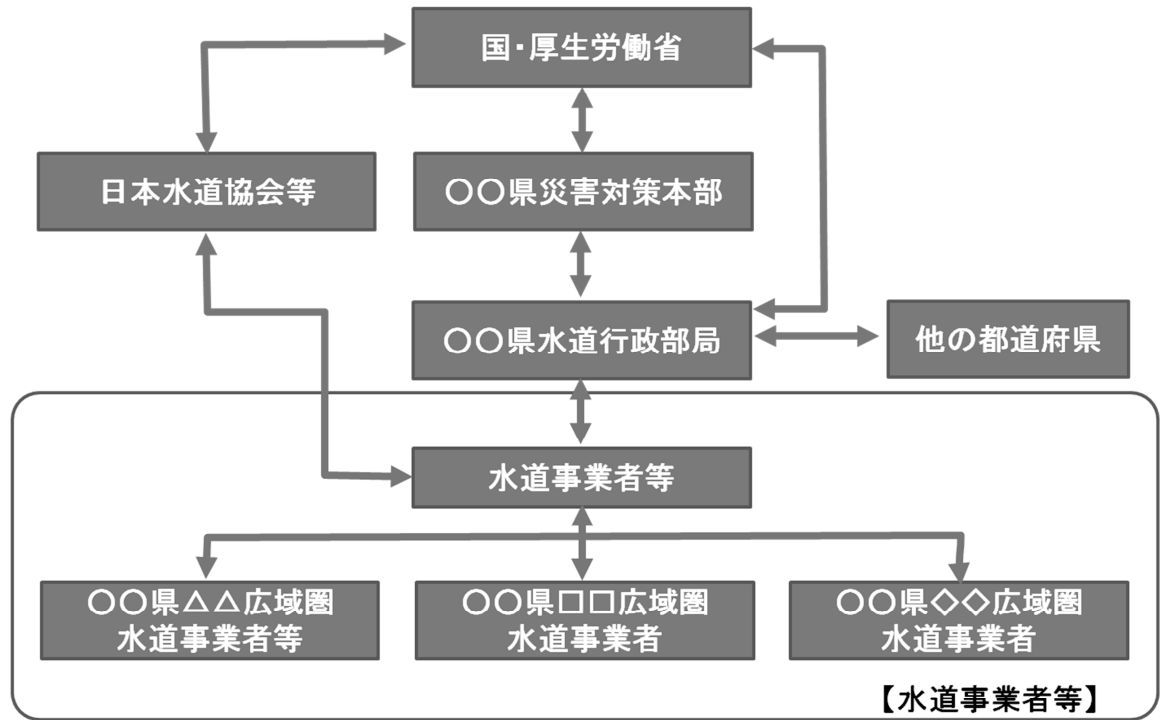 国・厚生労働省
日本水道協会等
〇〇県災害対策本部
〇〇県水道行政部局
他の都道府県
水道事業者等
〇〇県△△広域圏
水道事業者等
〇〇県□□広域圏
水道事業者
〇〇県◇◇広域圏
水道事業者
【水道事業者等】